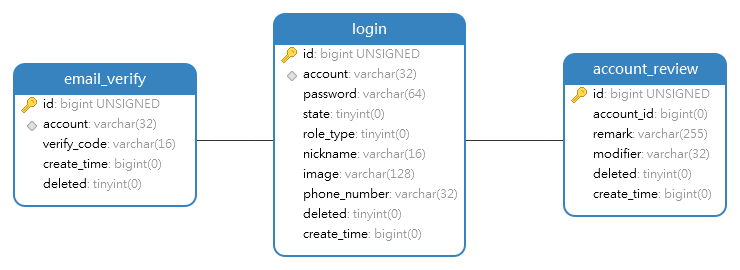 email_verify
id: bigint UNSIGNED
account: varchar(32)
verify_code: varchar(16)
create_time: bigint(0)
deleted: tinyint(0)
login
id: bigint UNSIGNED
account: varchar(32)
password: varchar(64)
state: tinyint(0)
role_type: tinyint(0)
nickname: varchar(16)
image: varchar(128)
phone_number: varchar(32)
deleted: tinyint(0)
create_time: bigint(0)
account_review
id: bigint UNSIGNED
account_id: bigint(0)
remark: varchar(255)
modifier: varchar(32)
deleted: tinyint(0)
create_time: bigint(0)